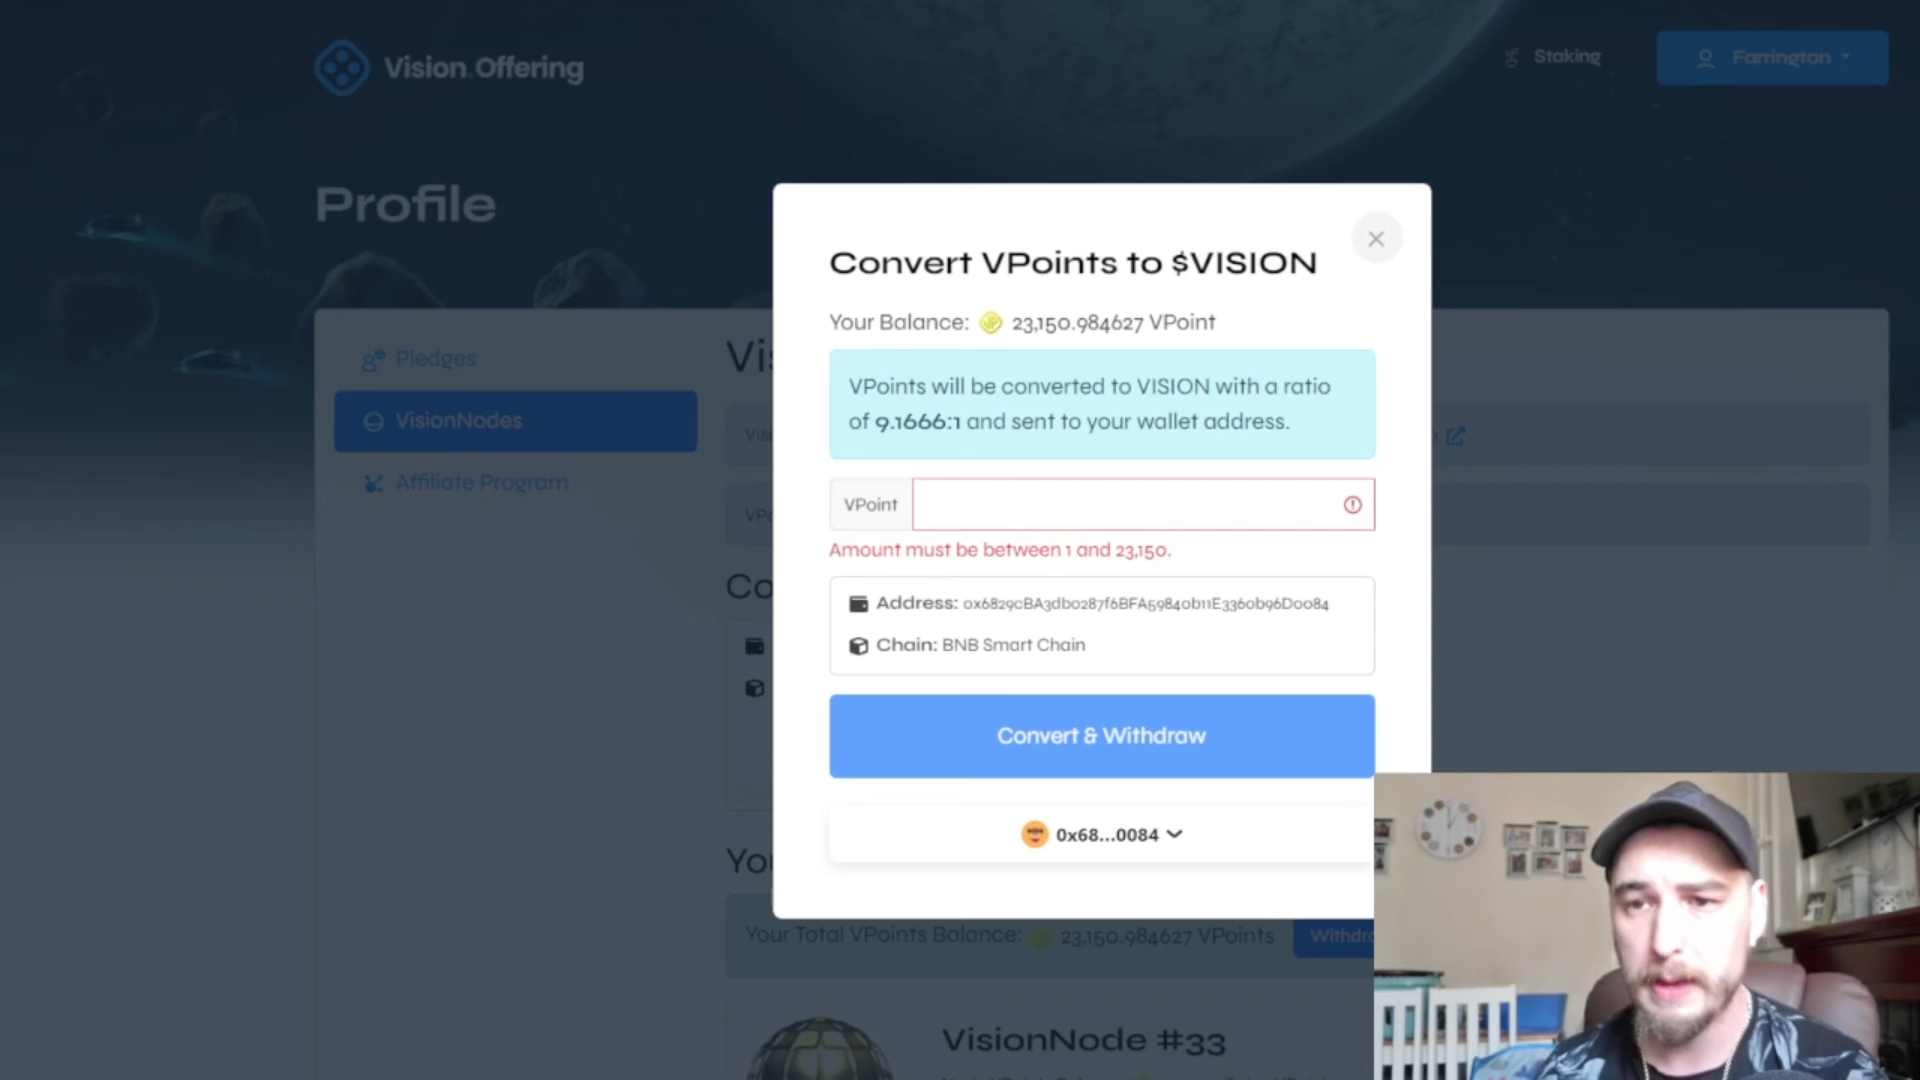 Vision.Offering
Staking
Farrington
Profile
Convert VPoints to $VISION
Your Balance: 23,150.984627 VPoint
Pledges
VPoints will be converted to VISION with a ratio
of 9.1666:1 and sent to your wallet address.
VisionNodes
Affiliate Program
VPoint
Amount must be between 1 and 23,150.
Address: 0x6829cBA3db0287f6BFA59840b11E3360b96D0084
Chain: BNB Smart Chain
Convert & Withdraw
0x68...0084
Your Total VPoints Balance: 23,150.984627 VPoints
VisionNode #33